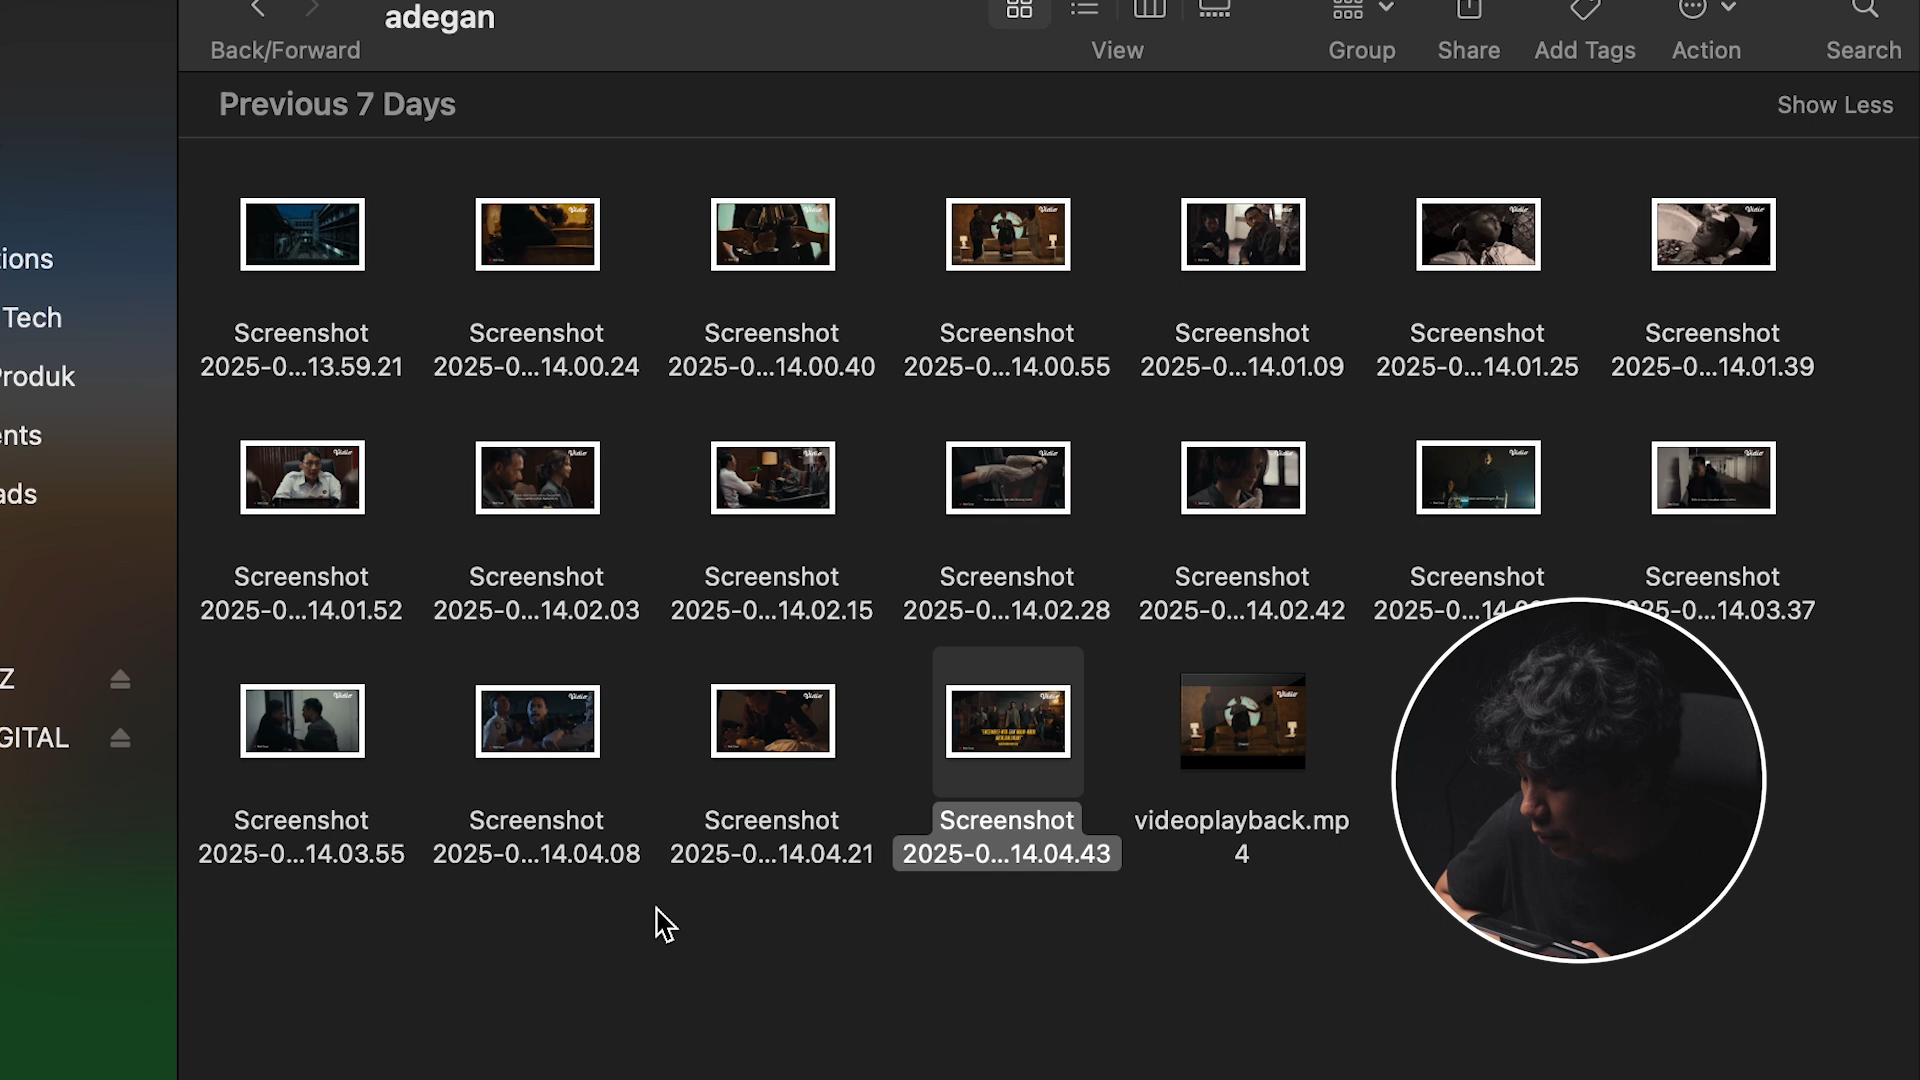 adegan
Back/Forward
View
Group
Share
Add Tags
Action
Search
Previous 7 Days
Show Less
tions
Tech
Produk
ents
ads
Z
GITAL
Screenshot
2025-0...13.59.21
Screenshot
2025-0...14.00.24
Screenshot
2025-0...14.00.40
Screenshot
2025-0...14.00.55
Screenshot
2025-0...14.01.09
Screenshot
2025-0...14.01.25
Screenshot
2025-0...14.01.39
Screenshot
2025-0...14.01.52
Screenshot
2025-0...14.02.03
Screenshot
2025-0...14.02.15
Screenshot
2025-0...14.02.28
Screenshot
2025-0...14.02.42
Screenshot
2025-0...14
Screenshot
25-0...14.03.37
Screenshot
2025-0...14.03.55
Screenshot
2025-0...14.04.08
Screenshot
2025-0...14.04.21
Screenshot
2025-0...14.04.43
videoplayback.mp
4